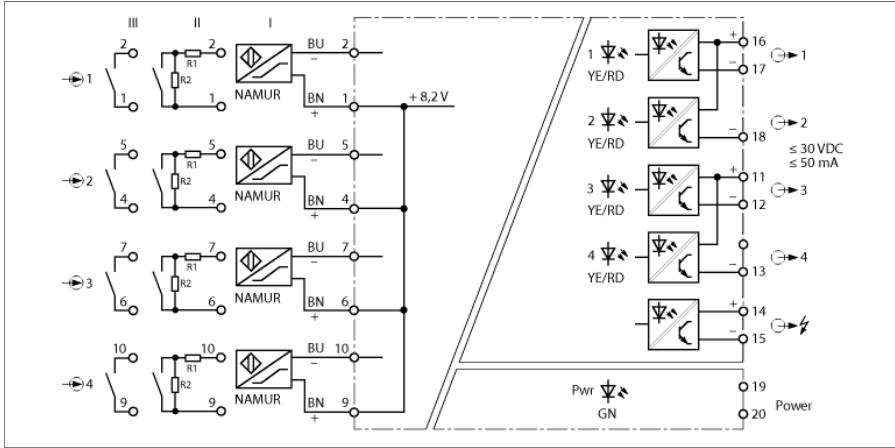 III II I
2 2 R1 BU 2
−
→1 R2
1 1 NAMUR BN 1 + 8,2 V
+
5 5 R1 BU 5
−
→2 R2
4 4 NAMUR BN 4
+
7 7 R1 BU 7
−
→3 R2
6 6 NAMUR BN 6
+
10 10 R1 BU 10
−
→4 R2
9 9 NAMUR BN 9
+
1 YE/RD + 16 →1
− 17
2 YE/RD − 18 →2
≤ 30 VDC
≤ 50 mA
3 YE/RD + 11 →3
− 12
4 YE/RD − 13 →4
+ 14
− 15
Pwr GN
19
20
Power